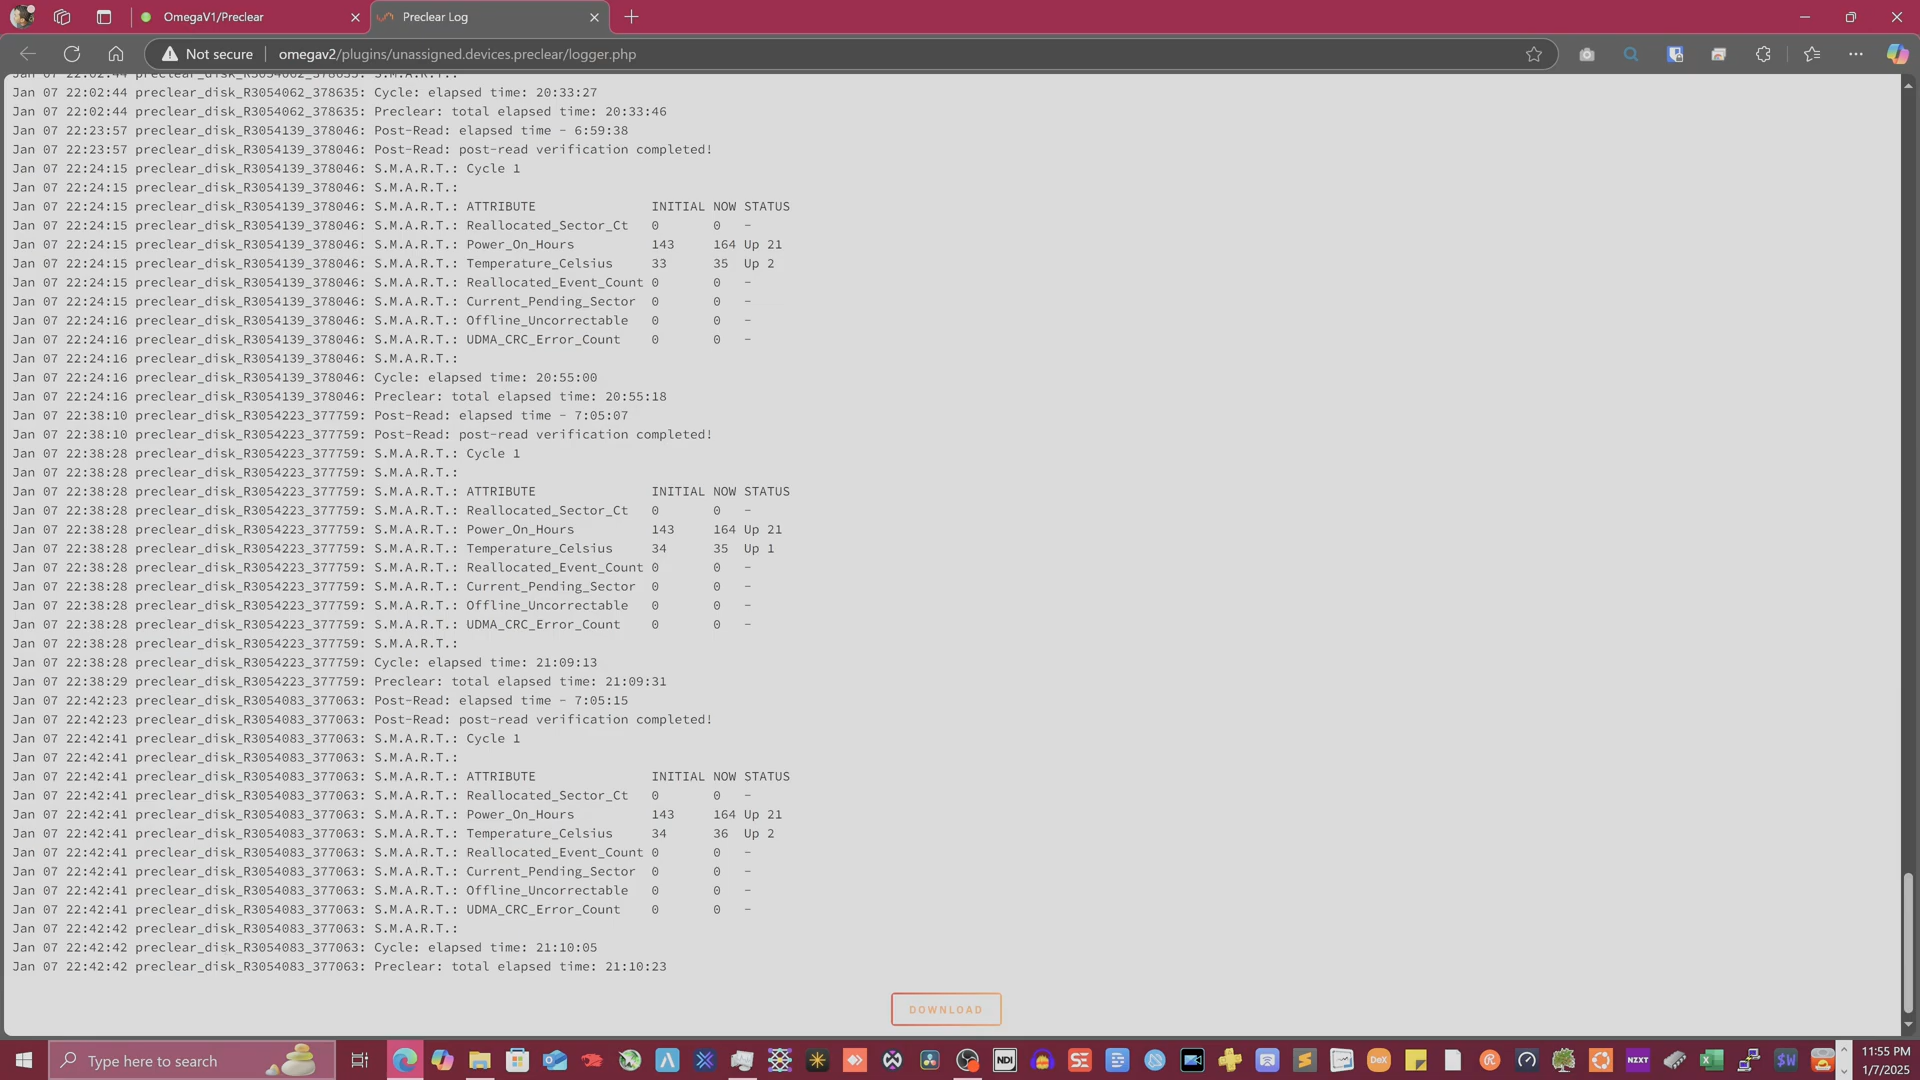 OmegaV1/Preclear
Preclear Log
Not secure
omegav2/plugins/unassigned.devices.preclear/logger.php
Jan 07 22:02:44 preclear_disk_R3054062_378635: S.M.A.R.T.:
Jan 07 22:02:44 preclear_disk_R3054062_378635: Cycle: elapsed time: 20:33:27
Jan 07 22:02:44 preclear_disk_R3054062_378635: Preclear: total elapsed time: 20:33:46
Jan 07 22:23:57 preclear_disk_R3054139_378046: Post-Read: elapsed time - 6:59:38
Jan 07 22:23:57 preclear_disk_R3054139_378046: Post-Read: post-read verification completed!
Jan 07 22:24:15 preclear_disk_R3054139_378046: S.M.A.R.T.: Cycle 1
Jan 07 22:24:15 preclear_disk_R3054139_378046: S.M.A.R.T.:
Jan 07 22:24:15 preclear_disk_R3054139_378046: S.M.A.R.T.: ATTRIBUTE INITIAL NOW STATUS
Jan 07 22:24:15 preclear_disk_R3054139_378046: S.M.A.R.T.: Reallocated_Sector_Ct 0 0 -
Jan 07 22:24:15 preclear_disk_R3054139_378046: S.M.A.R.T.: Power_On_Hours 143 164 Up 21
Jan 07 22:24:15 preclear_disk_R3054139_378046: S.M.A.R.T.: Temperature_Celsius 33 35 Up 2
Jan 07 22:24:15 preclear_disk_R3054139_378046: S.M.A.R.T.: Reallocated_Event_Count 0 0 -
Jan 07 22:24:15 preclear_disk_R3054139_378046: S.M.A.R.T.: Current_Pending_Sector 0 0 -
Jan 07 22:24:16 preclear_disk_R3054139_378046: S.M.A.R.T.: Offline_Uncorrectable 0 0 -
Jan 07 22:24:16 preclear_disk_R3054139_378046: S.M.A.R.T.: UDMA_CRC_Error_Count 0 0 -
Jan 07 22:24:16 preclear_disk_R3054139_378046: S.M.A.R.T.:
Jan 07 22:24:16 preclear_disk_R3054139_378046: Cycle: elapsed time: 20:55:00
Jan 07 22:24:16 preclear_disk_R3054139_378046: Preclear: total elapsed time: 20:55:18
Jan 07 22:38:10 preclear_disk_R3054223_377759: Post-Read: elapsed time - 7:05:07
Jan 07 22:38:10 preclear_disk_R3054223_377759: Post-Read: post-read verification completed!
Jan 07 22:38:28 preclear_disk_R3054223_377759: S.M.A.R.T.: Cycle 1
Jan 07 22:38:28 preclear_disk_R3054223_377759: S.M.A.R.T.:
Jan 07 22:38:28 preclear_disk_R3054223_377759: S.M.A.R.T.: ATTRIBUTE INITIAL NOW STATUS
Jan 07 22:38:28 preclear_disk_R3054223_377759: S.M.A.R.T.: Reallocated_Sector_Ct 0 0 -
Jan 07 22:38:28 preclear_disk_R3054223_377759: S.M.A.R.T.: Power_On_Hours 143 164 Up 21
Jan 07 22:38:28 preclear_disk_R3054223_377759: S.M.A.R.T.: Temperature_Celsius 34 35 Up 1
Jan 07 22:38:28 preclear_disk_R3054223_377759: S.M.A.R.T.: Reallocated_Event_Count 0 0 -
Jan 07 22:38:28 preclear_disk_R3054223_377759: S.M.A.R.T.: Current_Pending_Sector 0 0 -
Jan 07 22:38:28 preclear_disk_R3054223_377759: S.M.A.R.T.: Offline_Uncorrectable 0 0 -
Jan 07 22:38:28 preclear_disk_R3054223_377759: S.M.A.R.T.: UDMA_CRC_Error_Count 0 0 -
Jan 07 22:38:28 preclear_disk_R3054223_377759: S.M.A.R.T.:
Jan 07 22:38:28 preclear_disk_R3054223_377759: Cycle: elapsed time: 21:09:13
Jan 07 22:38:29 preclear_disk_R3054223_377759: Preclear: total elapsed time: 21:09:31
Jan 07 22:42:23 preclear_disk_R3054083_377063: Post-Read: elapsed time - 7:05:15
Jan 07 22:42:23 preclear_disk_R3054083_377063: Post-Read: post-read verification completed!
Jan 07 22:42:41 preclear_disk_R3054083_377063: S.M.A.R.T.: Cycle 1
Jan 07 22:42:41 preclear_disk_R3054083_377063: S.M.A.R.T.:
Jan 07 22:42:41 preclear_disk_R3054083_377063: S.M.A.R.T.: ATTRIBUTE INITIAL NOW STATUS
Jan 07 22:42:41 preclear_disk_R3054083_377063: S.M.A.R.T.: Reallocated_Sector_Ct 0 0 -
Jan 07 22:42:41 preclear_disk_R3054083_377063: S.M.A.R.T.: Power_On_Hours 143 164 Up 21
Jan 07 22:42:41 preclear_disk_R3054083_377063: S.M.A.R.T.: Temperature_Celsius 34 36 Up 2
Jan 07 22:42:41 preclear_disk_R3054083_377063: S.M.A.R.T.: Reallocated_Event_Count 0 0 -
Jan 07 22:42:41 preclear_disk_R3054083_377063: S.M.A.R.T.: Current_Pending_Sector 0 0 -
Jan 07 22:42:41 preclear_disk_R3054083_377063: S.M.A.R.T.: Offline_Uncorrectable 0 0 -
Jan 07 22:42:41 preclear_disk_R3054083_377063: S.M.A.R.T.: UDMA_CRC_Error_Count 0 0 -
Jan 07 22:42:42 preclear_disk_R3054083_377063: S.M.A.R.T.:
Jan 07 22:42:42 preclear_disk_R3054083_377063: Cycle: elapsed time: 21:10:05
Jan 07 22:42:42 preclear_disk_R3054083_377063: Preclear: total elapsed time: 21:10:23
DOWNLOAD
Type here to search
NDI
SE
DeX
NZXT
$W
11:55 PM
1/7/2025